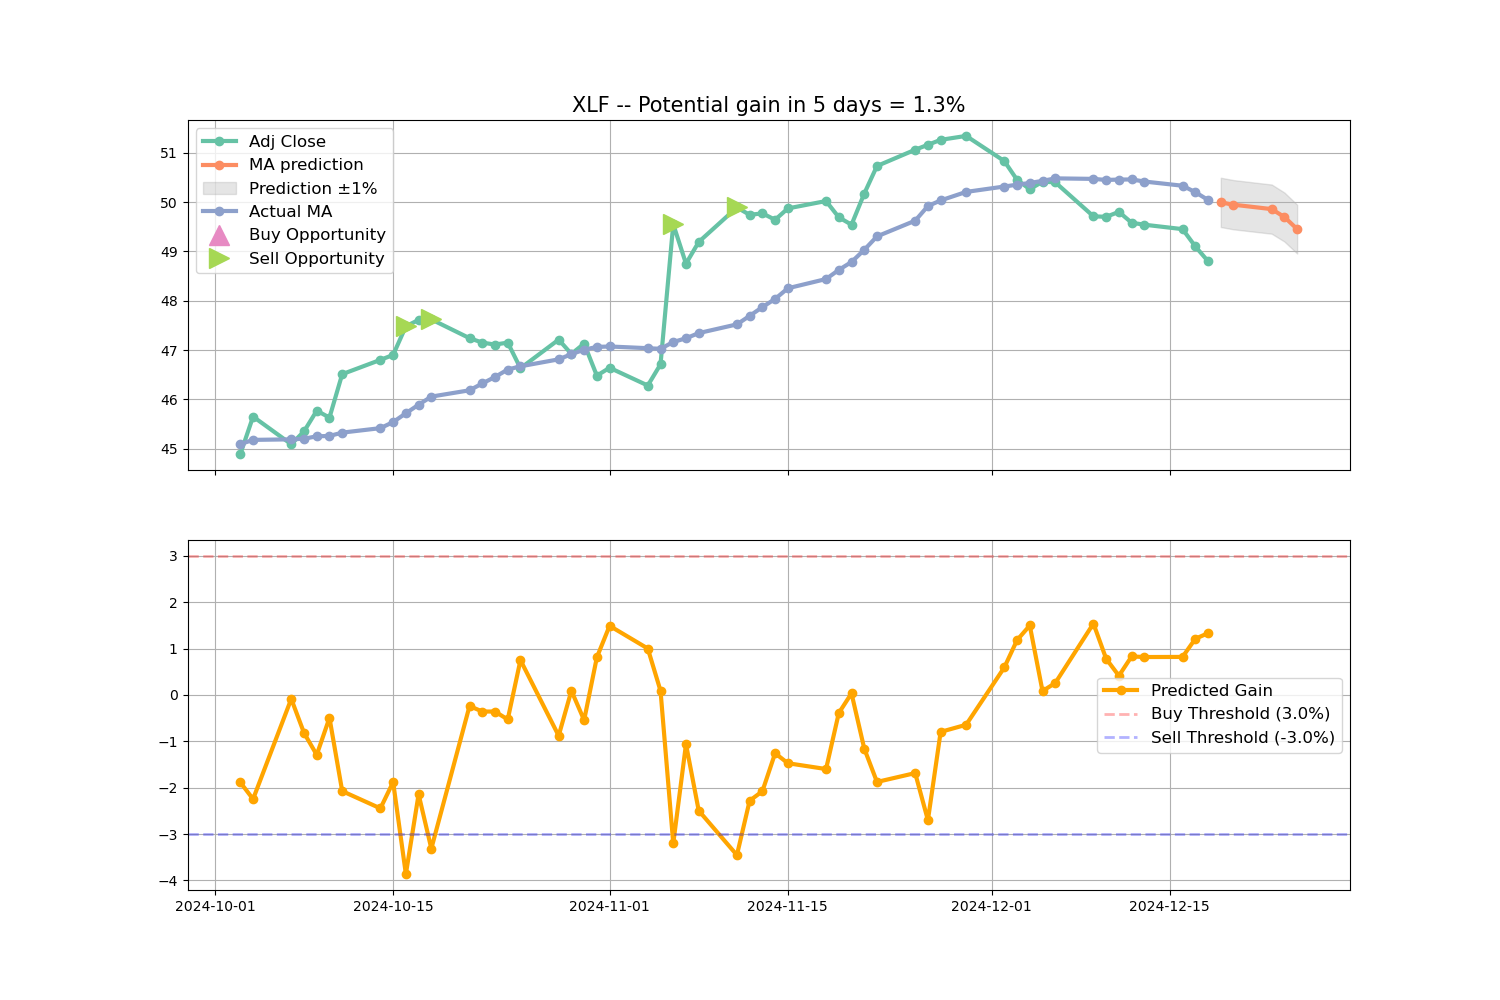 XLF -- Potential gain in 5 days = 1.3%
Adj Close
MA prediction
Prediction ±1%
Actual MA
Buy Opportunity
Sell Opportunity
51
50
49
48
47
46
45
3
2
1
0
−1
−2
−3
−4
Predicted Gain
Buy Threshold (3.0%)
Sell Threshold (-3.0%)
2024-10-01 2024-10-15 2024-11-01 2024-11-15 2024-12-01 2024-12-15